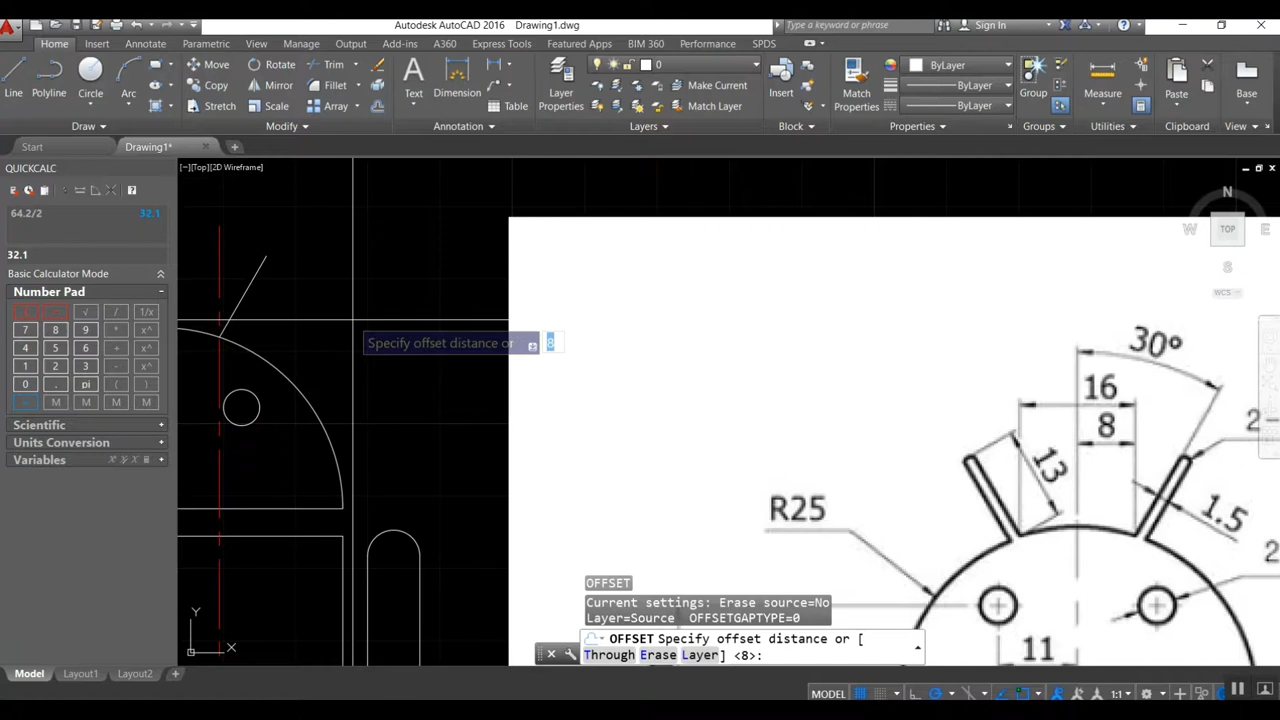 Autodesk AutoCAD 2016 Drawing1.dwg
Type a keyword or phrase
Sign In
Home Insert Annotate Parametric View Manage Output Add-ins A360 Express Tools Featured Apps BIM 360 Performance SPDS
Line Polyline Circle Arc
Move Rotate Trim
Copy Mirror Fillet
Stretch Scale Array
Text Dimension Table
Layer Properties
0
Make Current
Match Layer
Insert
Match Properties
ByLayer
ByLayer
ByLayer
Group
Measure
Paste
Base
Draw Modify Annotation Layers Block Properties Groups Utilities Clipboard View
Start Drawing1*
QUICKCALC
[−][Top][2D Wireframe]
64.2/2 32.1
32.1
Basic Calculator Mode
Number Pad
√ / 1/x
7 8 9 * x^
4 5 6 + x^
1 2 3 -
0 . pi ( )
= M M M M
Scientific
Units Conversion
Variables
N
W TOP E
S
WCS
Specify offset distance or 8
30°
16
8
2-
13
1.5
R25
2
11
Y
X
OFFSET
Current settings: Erase source=No
Layer=Source OFFSETGAPTYPE=0
OFFSET Specify offset distance or [
Through Erase Layer] <8>:
Model Layout1 Layout2
MODEL 1:1